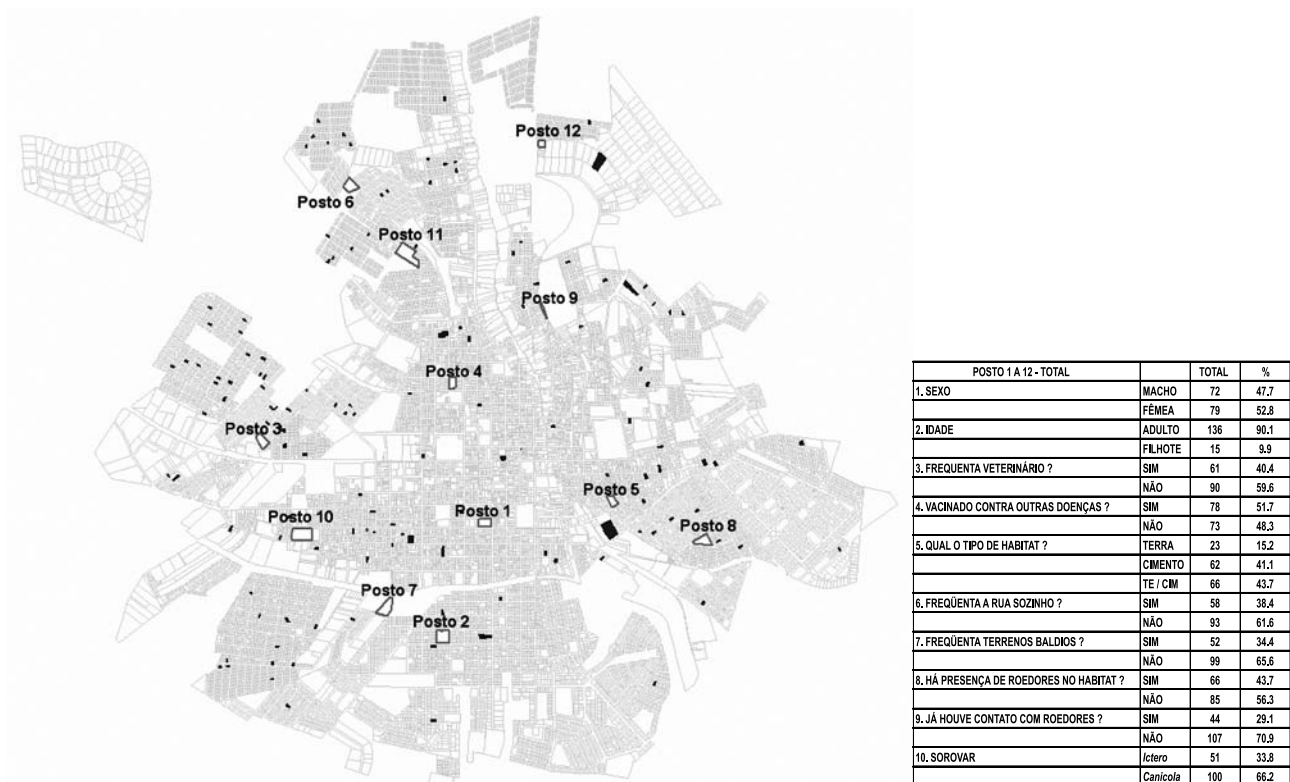 Posto 12
Posto 6
Posto 11
Posto 9
Posto 4
Posto 3
Posto 5
Posto 1
Posto 10
Posto 8
Posto 7
Posto 2
POSTO 1 A 12 - TOTAL TOTAL %
1. SEXO MACHO 72 47.7
FÊMEA 79 52.8
2. IDADE ADULTO 136 90.1
FILHOTE 15 9.9
3. FREQUENTA VETERINÁRIO ? SIM 61 40.4
NÃO 90 59.6
4. VACINADO CONTRA OUTRAS DOENÇAS ? SIM 78 51.7
NÃO 73 48.3
5. QUAL O TIPO DE HABITAT ? TERRA 23 15.2
CIMENTO 62 41.1
TE / CIM 66 43.7
6. FREQÜENTA A RUA SOZINHO ? SIM 58 38.4
NÃO 93 61.6
7. FREQÜENTA TERRENOS BALDIOS ? SIM 52 34.4
NÃO 99 65.6
8. HÁ PRESENÇA DE ROEDORES NO HABITAT ? SIM 66 43.7
NÃO 85 56.3
9. JÁ HOUVE CONTATO COM ROEDORES ? SIM 44 29.1
NÃO 107 70.9
10. SOROVAR Ictero 51 33.8
Canicola 100 66.2